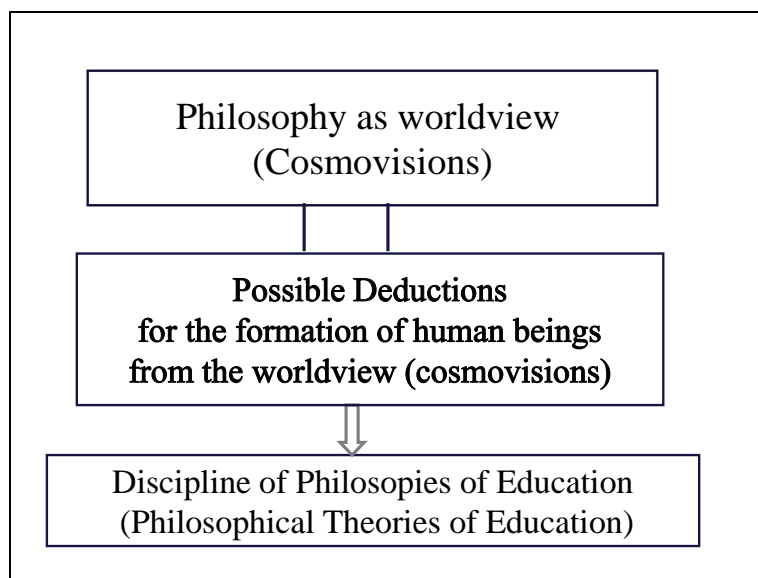 Philosophy as worldview
(Cosmovisions)
Possible Deductions
for the formation of human beings
from the worldview (cosmovisions)
Discipline of Philosopies of Education
(Philosophical Theories of Education)